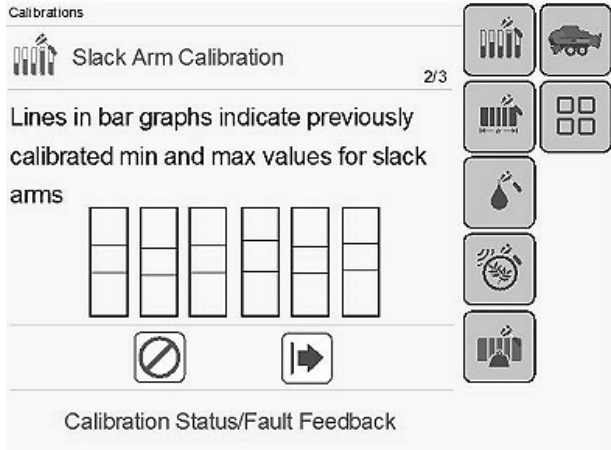 Calibrations
Slack Arm Calibration
2/3
Lines in bar graphs indicate previously
calibrated min and max values for slack
arms
Calibration Status/Fault Feedback